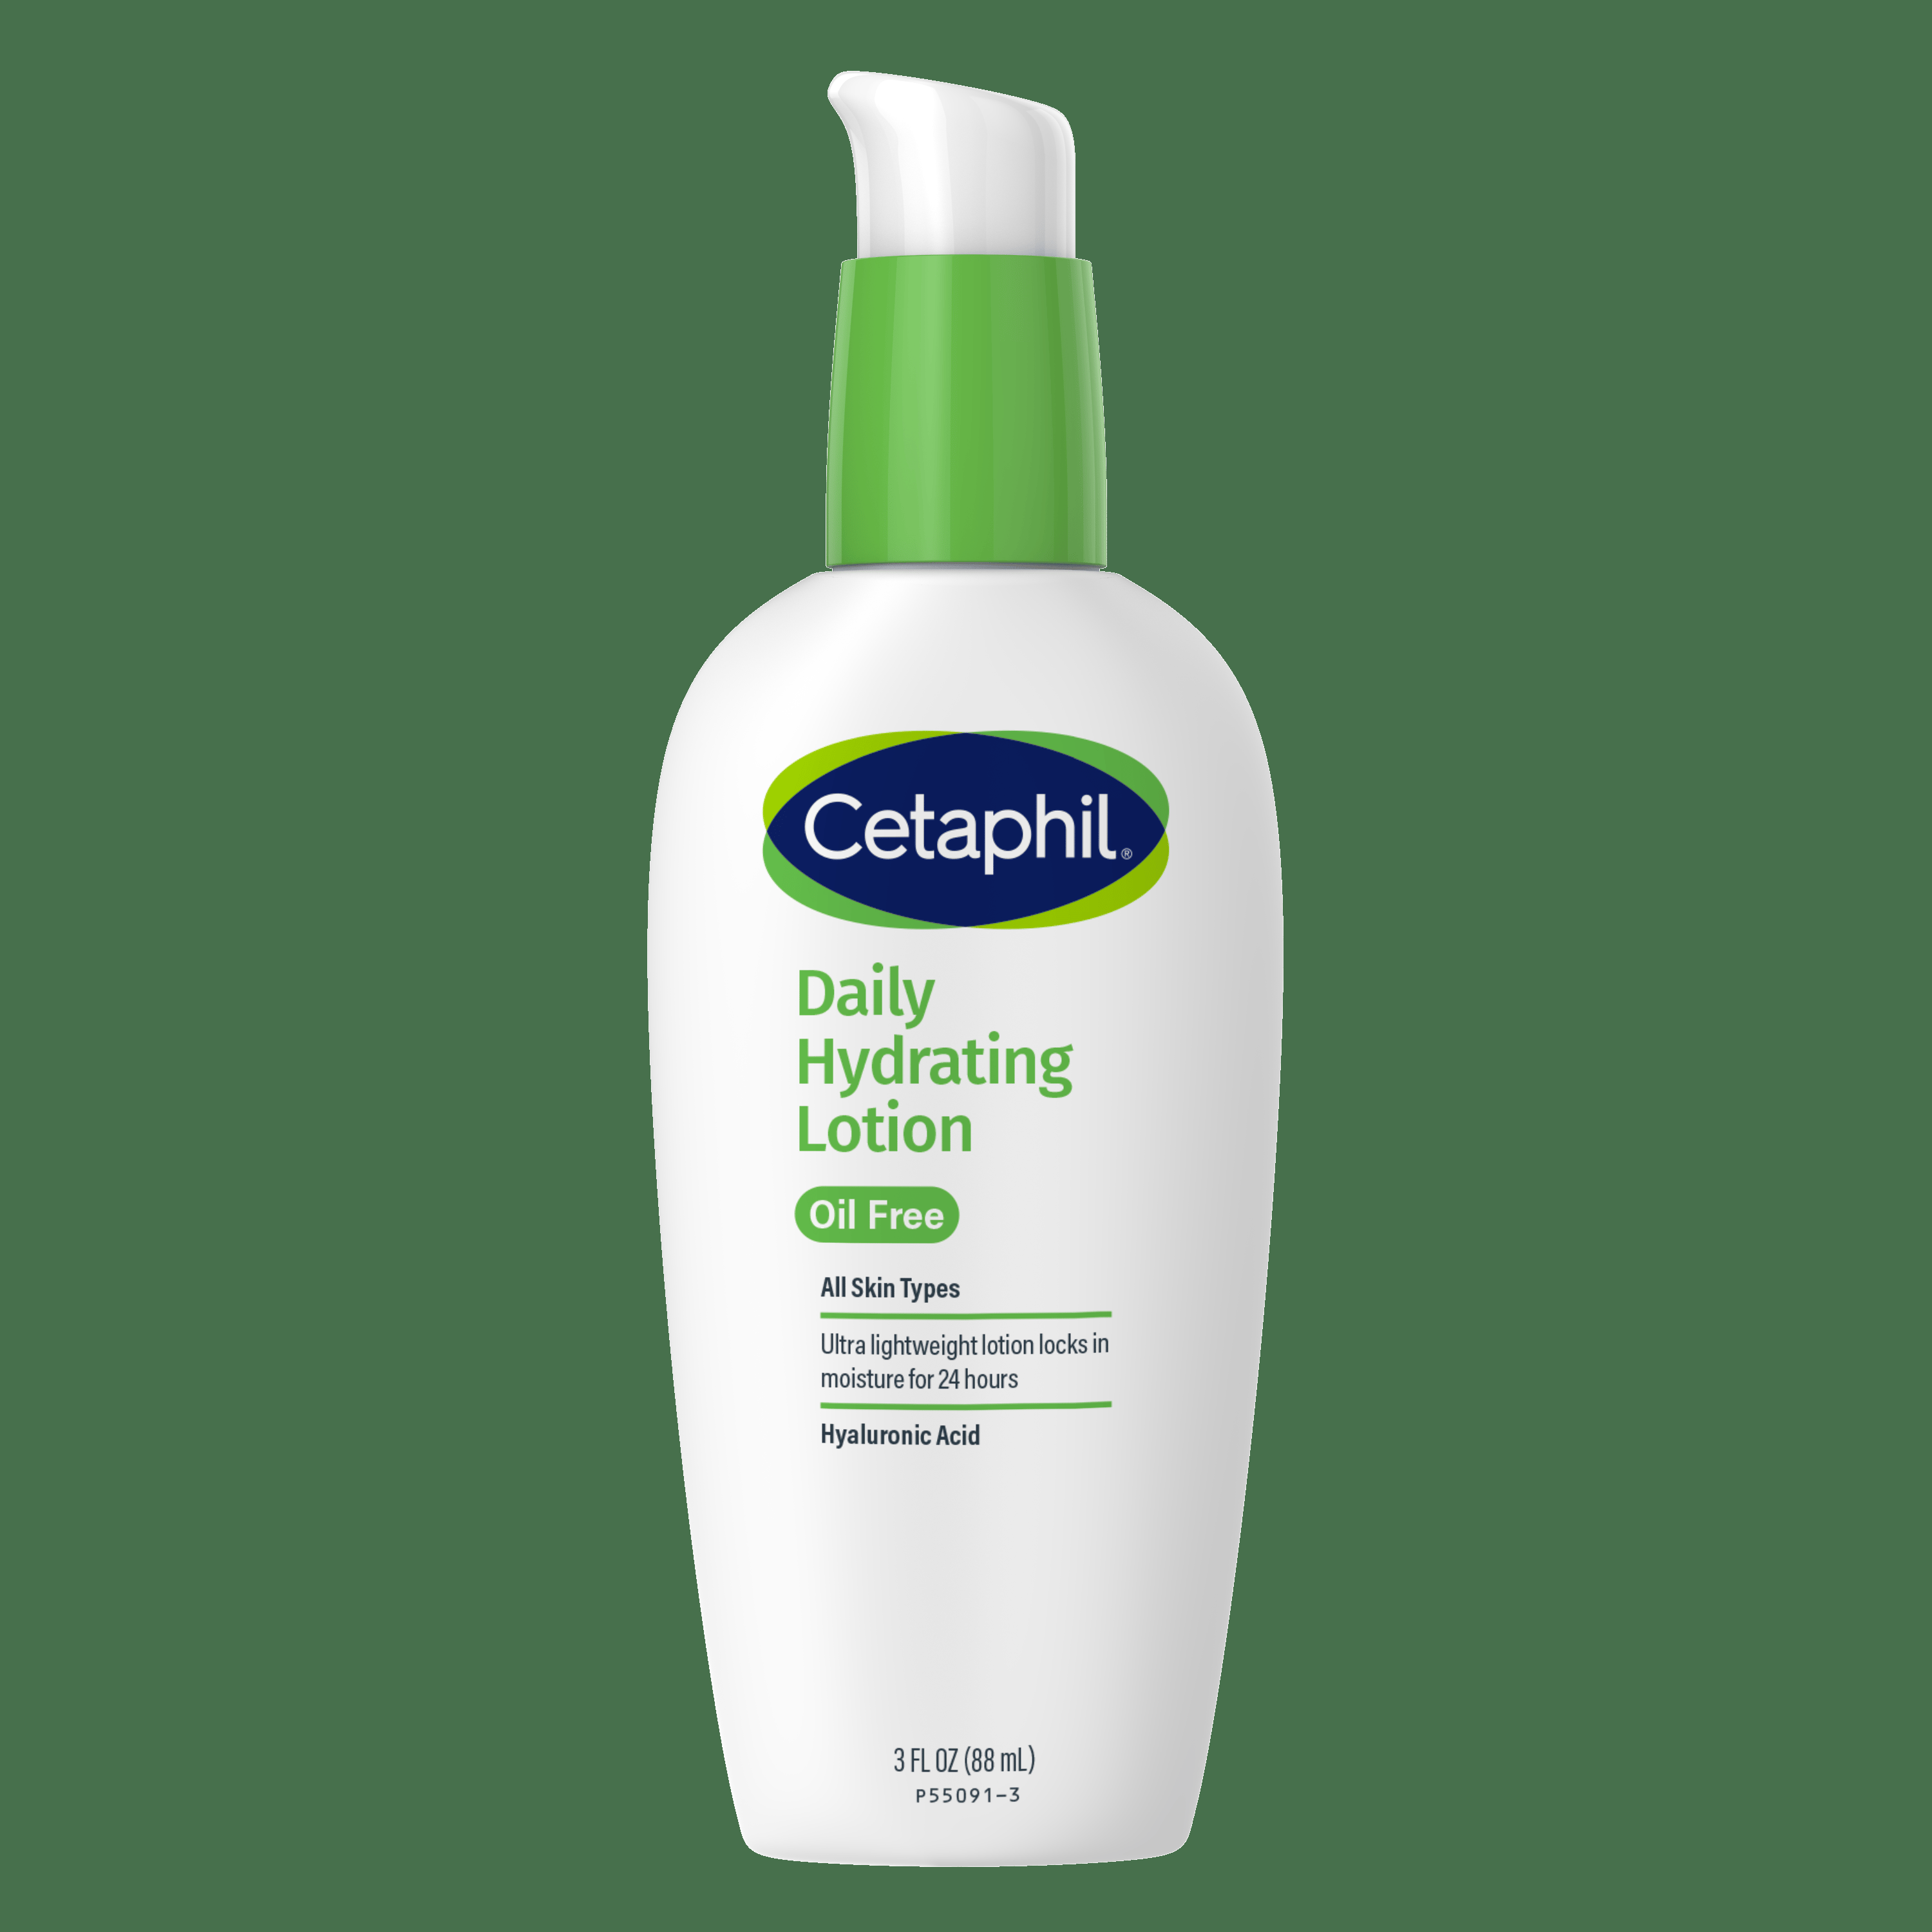 Cetaphil®
Daily
Hydrating
Lotion
Oil Free
All Skin Types
Ultra lightweight lotion locks in
moisture for 24 hours
Hyaluronic Acid
3 FL OZ (88 mL)
P55091-3